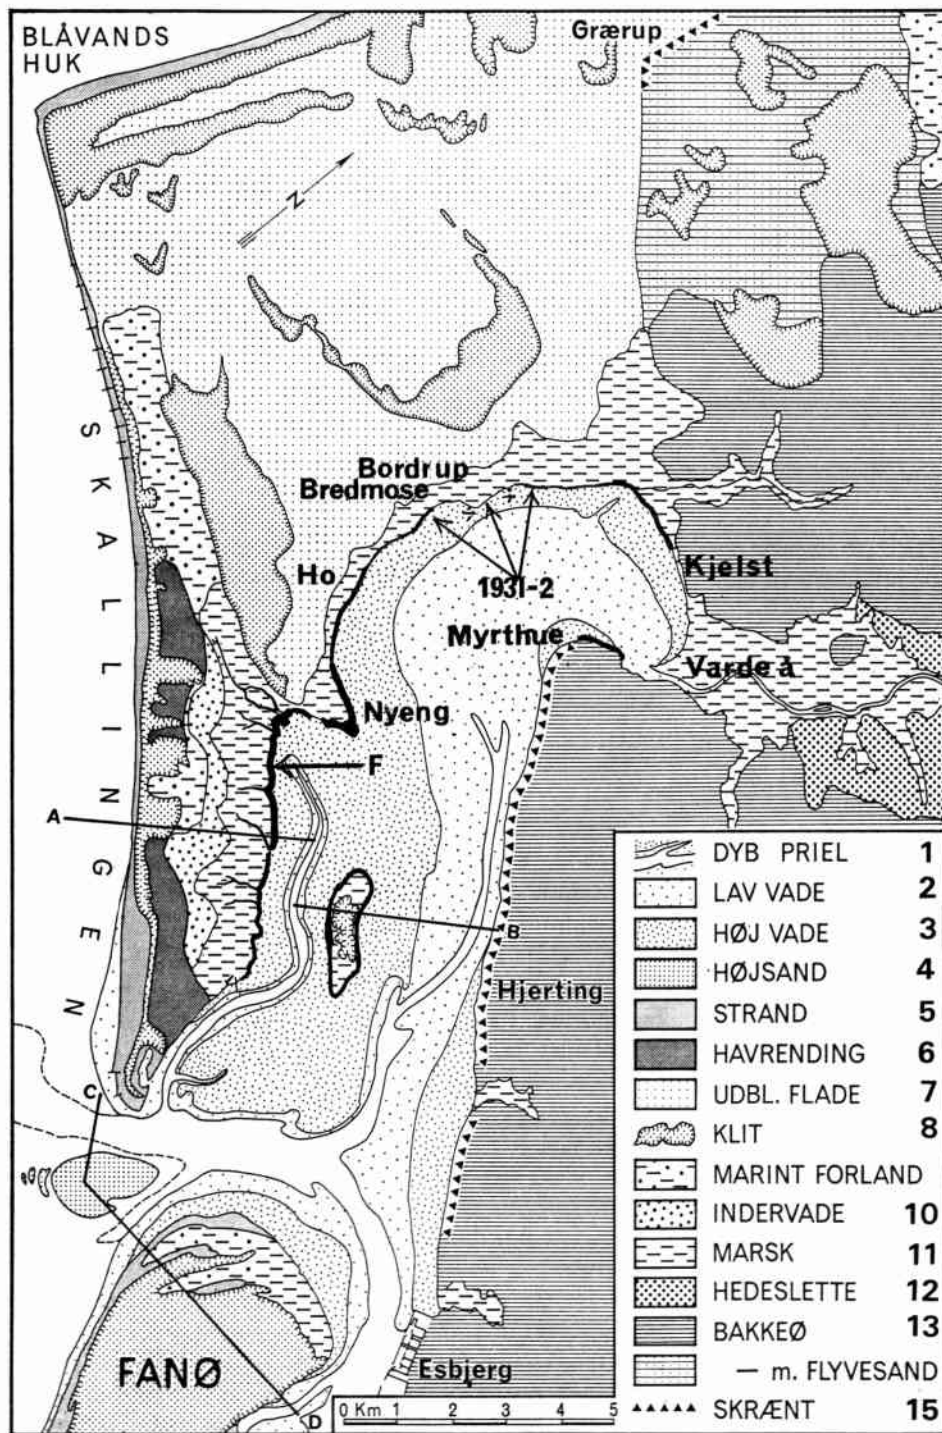 BLÅVANDS
HUK
Grærup
N
SKALLINGEN
Bordrup
Bredmose
Ho
1931-2
Kjelst
Myrthue
Varde å
Nyeng
F
A
B
Hjerting
C
FANØ
Esbjerg
D
0 Km 1 2 3 4 5
DYB PRIEL 1
LAV VADE 2
HØJ VADE 3
HØJSAND 4
STRAND 5
HAVRENDING 6
UDBL. FLADE 7
KLIT 8
MARINT FORLAND
INDERVADE 10
MARSK 11
HEDESLETTE 12
BAKKEØ 13
— m. FLYVESAND
SKRÆNT 15